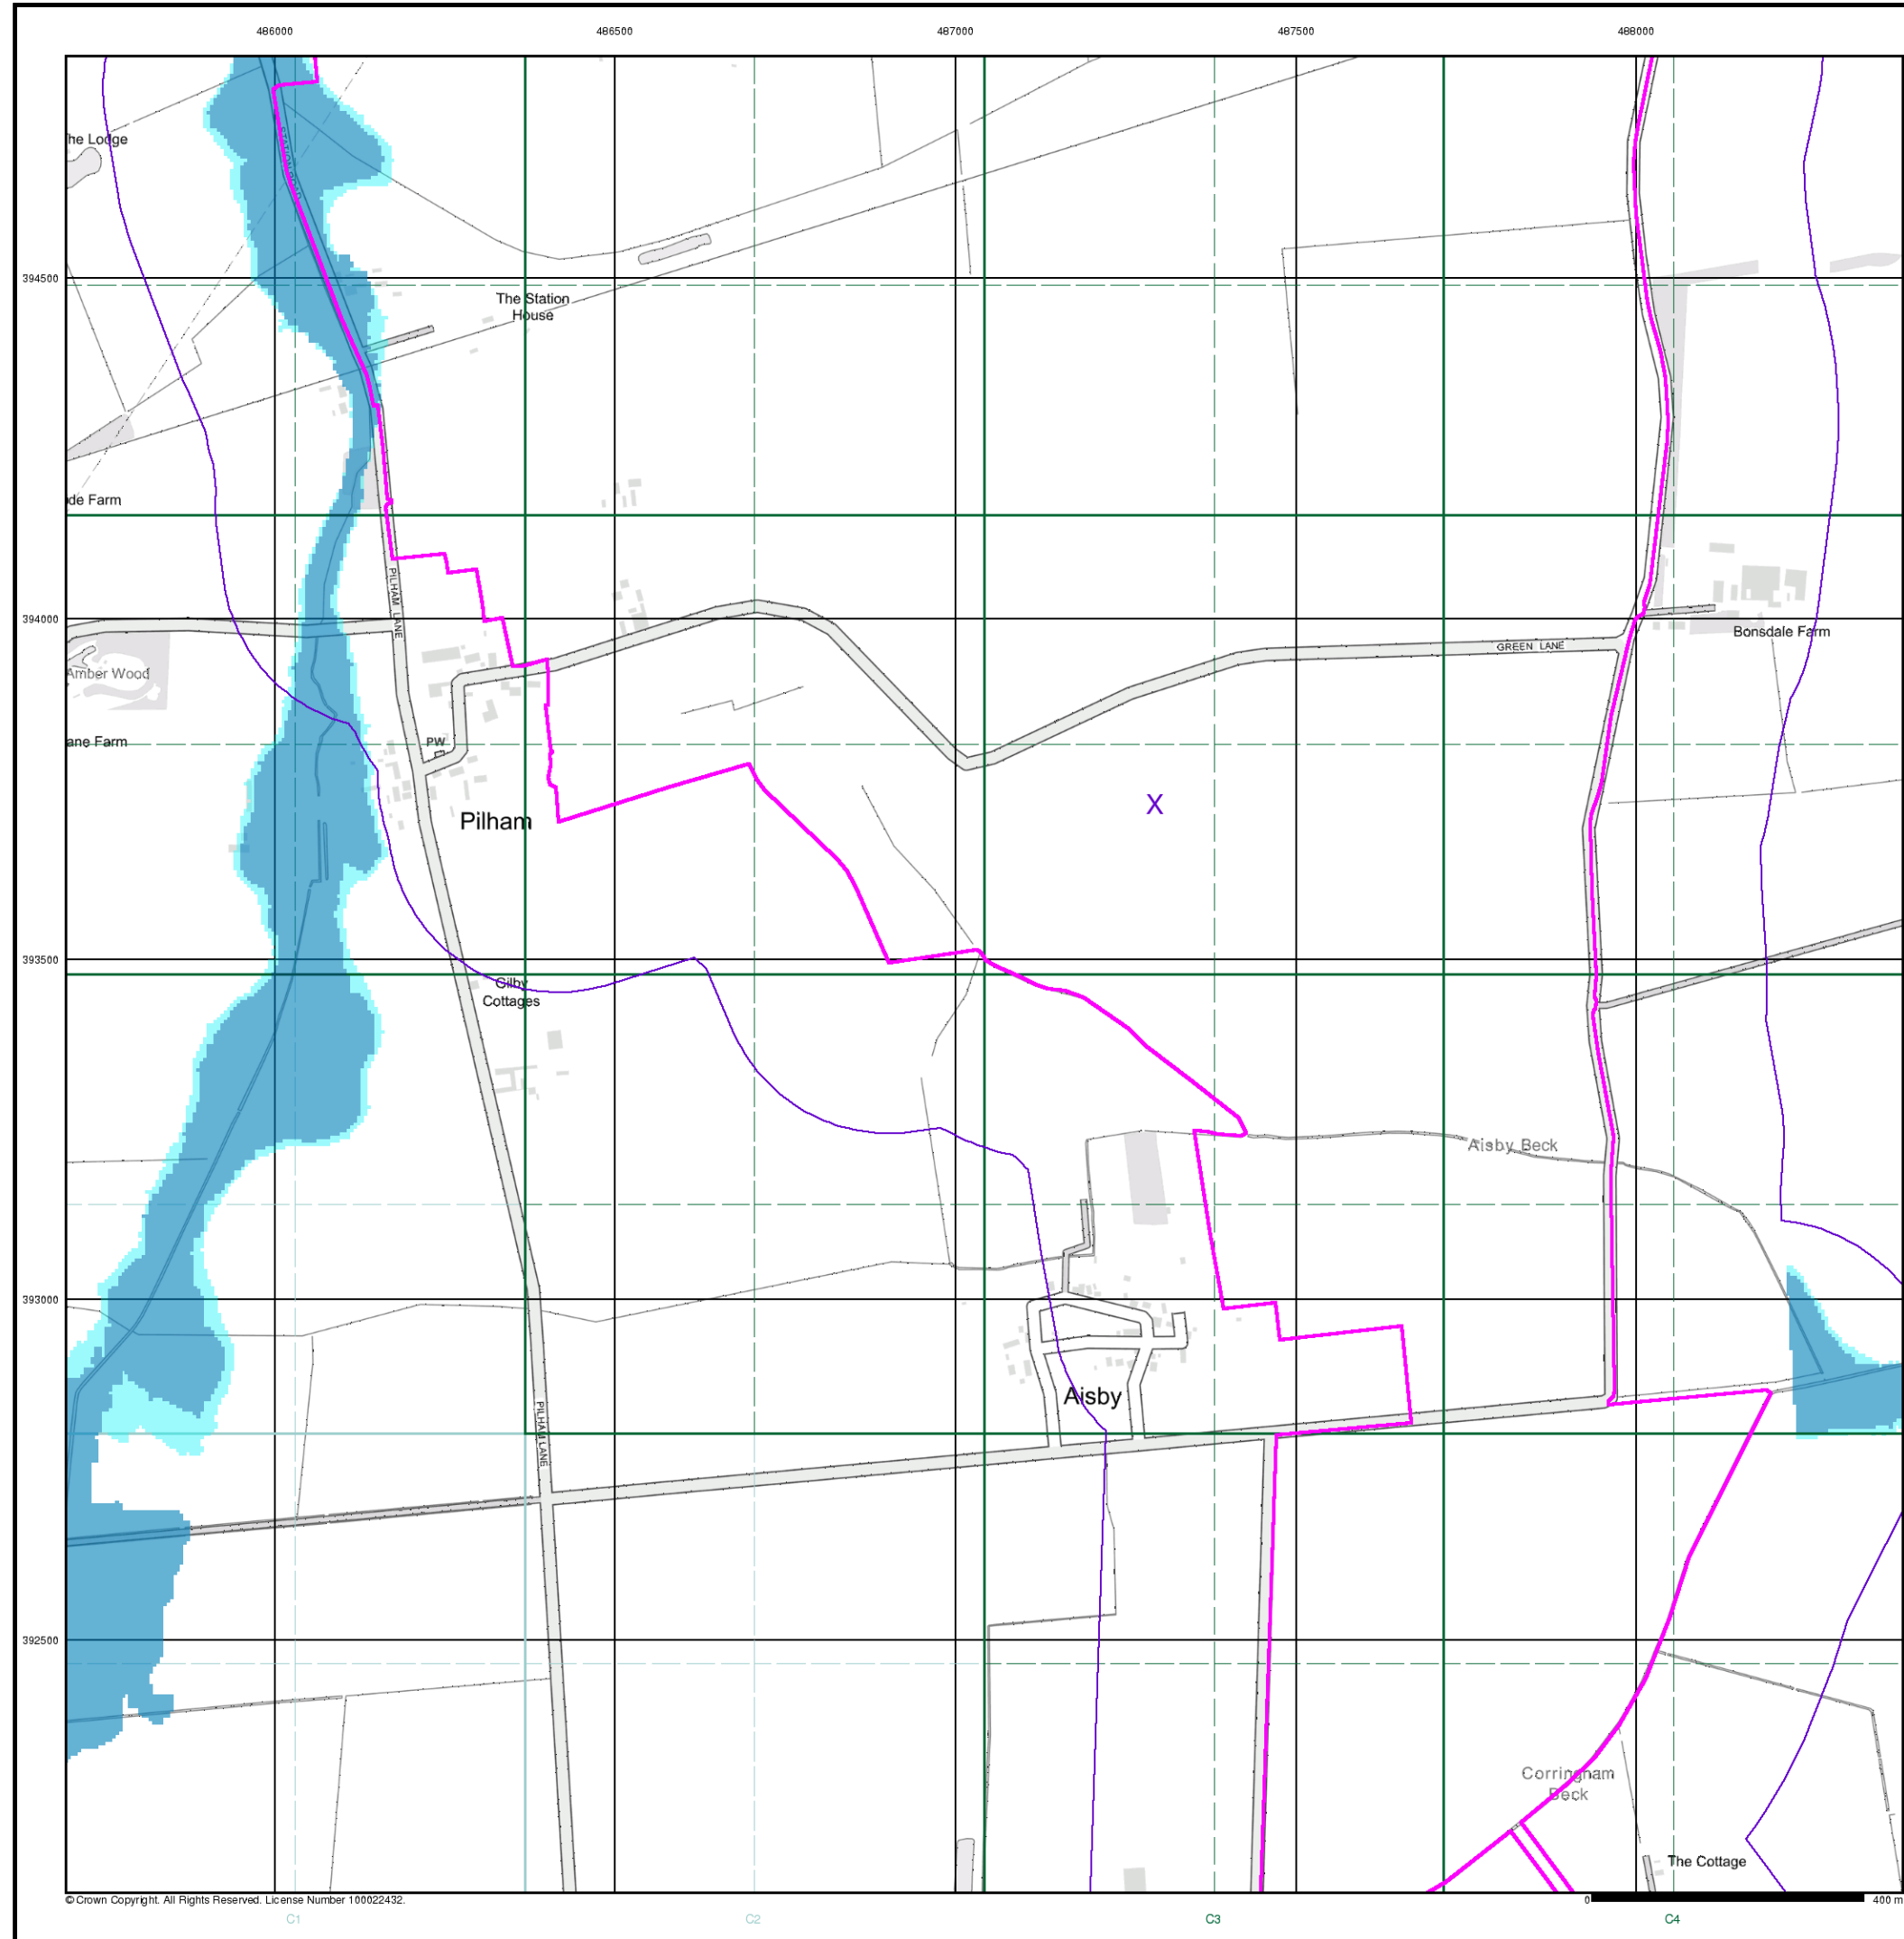 486000 486500 487000 487500 488000
he Lodge
STATION ROAD
394500
The Station
House
de Farm
PILHAM LANE
394000
Bonsdale Farm
GREEN LANE
Amber Wood
ane Farm
PW
X
Pilham
393500
Gilby
Cottages
Aisby Beck
393000
Aisby
PILHAM LANE
392500
Corringham
Beck
The Cottage
© Crown Copyright. All Rights Reserved. License Number 100022432.
0 400 m
C1 C2 C3 C4